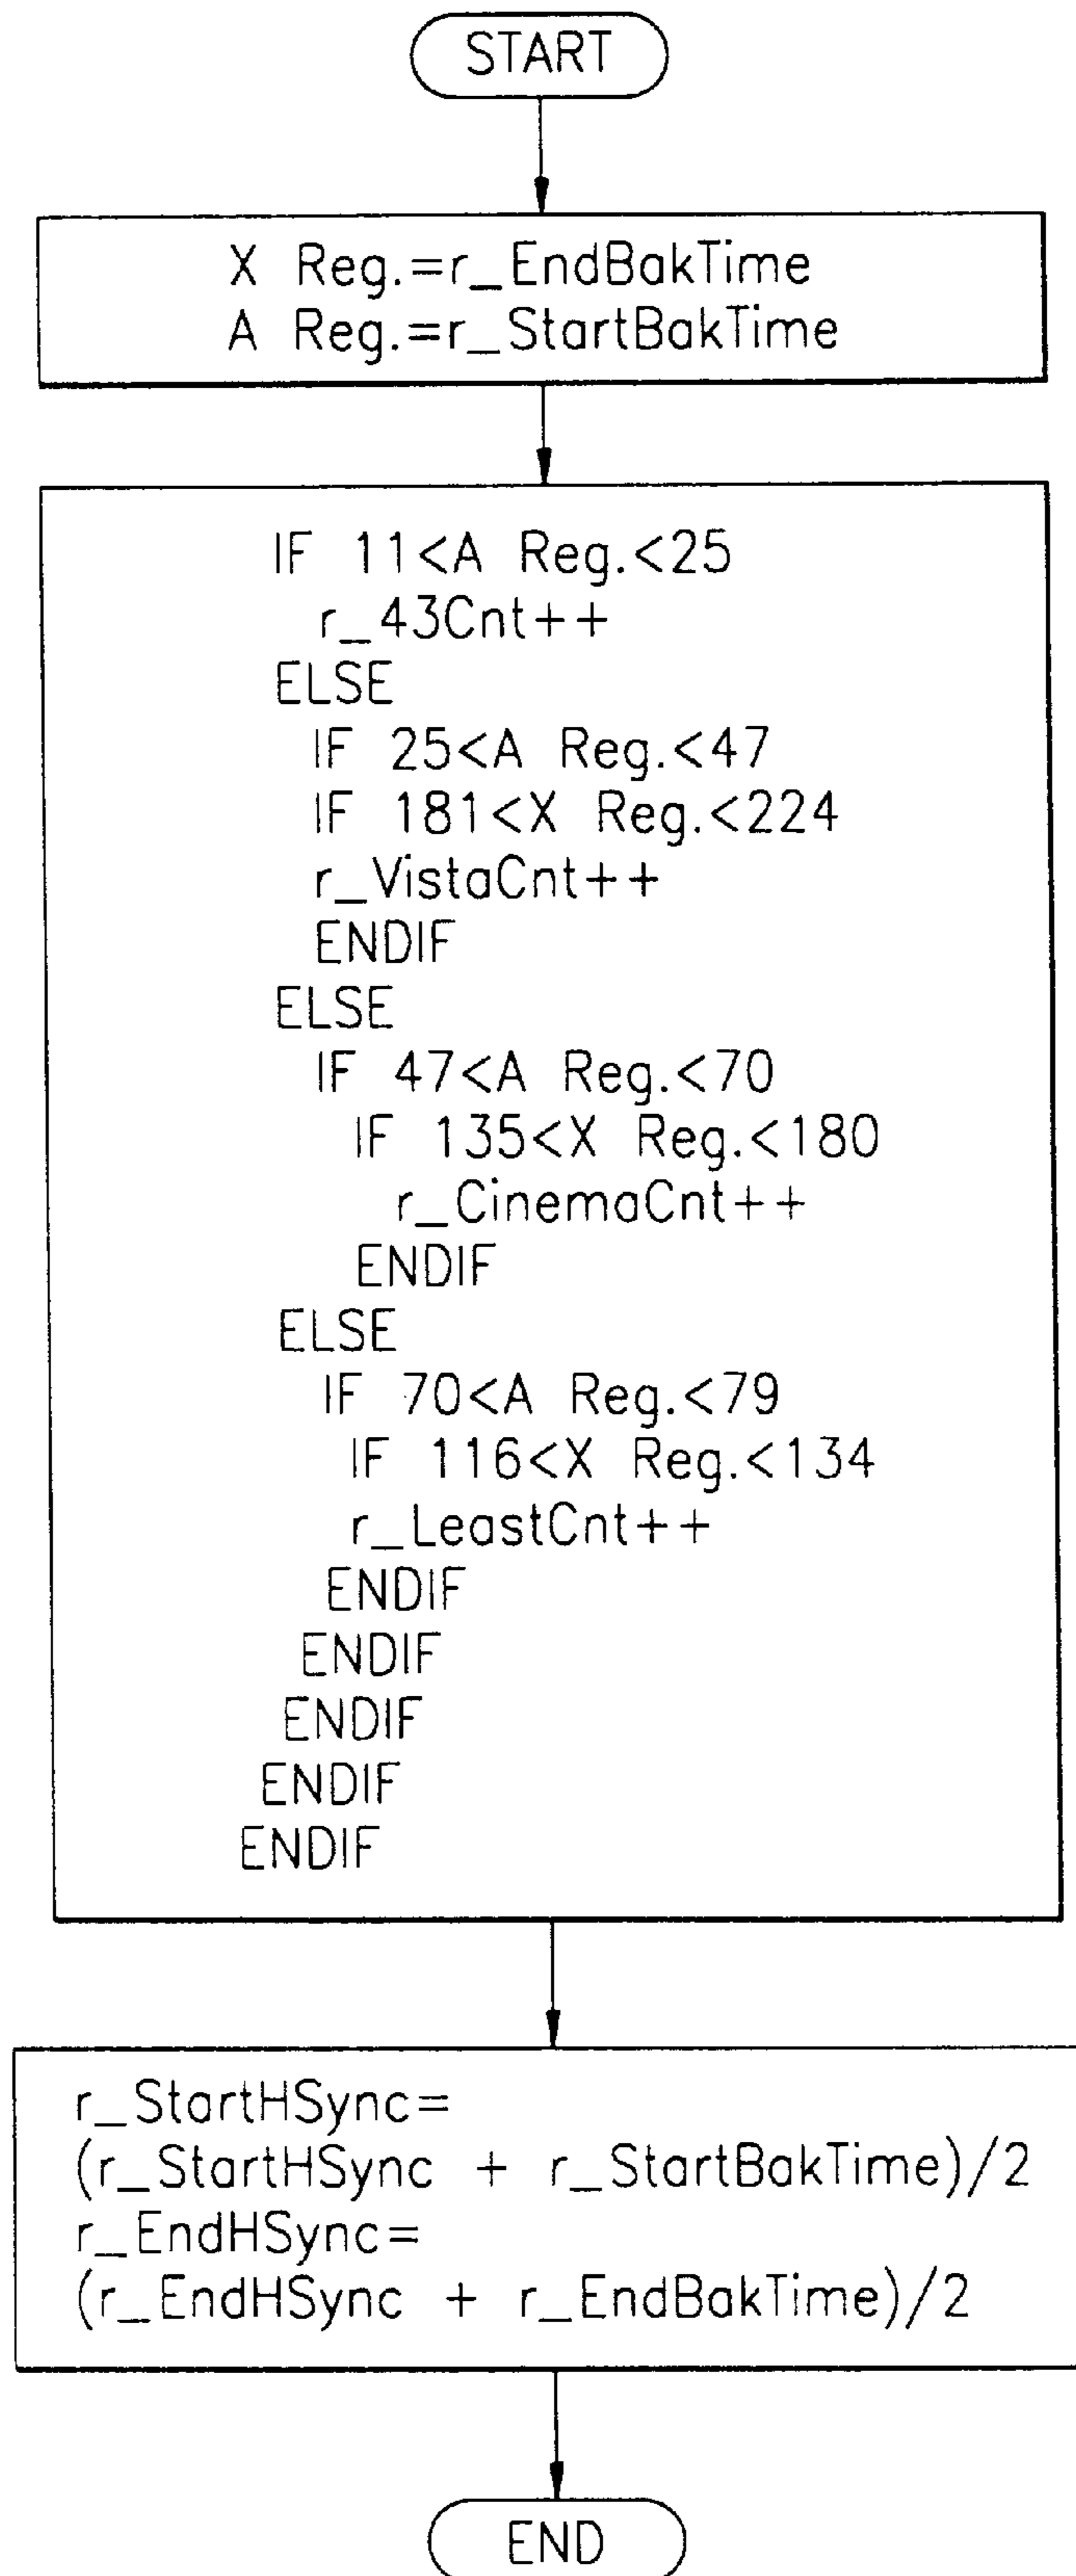 START
X Reg.=r_EndBakTime
A Reg.=r_StartBakTime
IF 11<A Reg.<25
r_43Cnt++
ELSE
IF 25<A Reg.<47
IF 181<X Reg.<224
r_VistaCnt++
ENDIF
ELSE
IF 47<A Reg.<70
IF 135<X Reg.<180
r_CinemaCnt++
ENDIF
ELSE
IF 70<A Reg.<79
IF 116<X Reg.<134
r_LeastCnt++
ENDIF
ENDIF
ENDIF
ENDIF
ENDIF
r_StartHSync=
(r_StartHSync + r_StartBakTime)/2
r_EndHSync=
(r_EndHSync + r_EndBakTime)/2
END